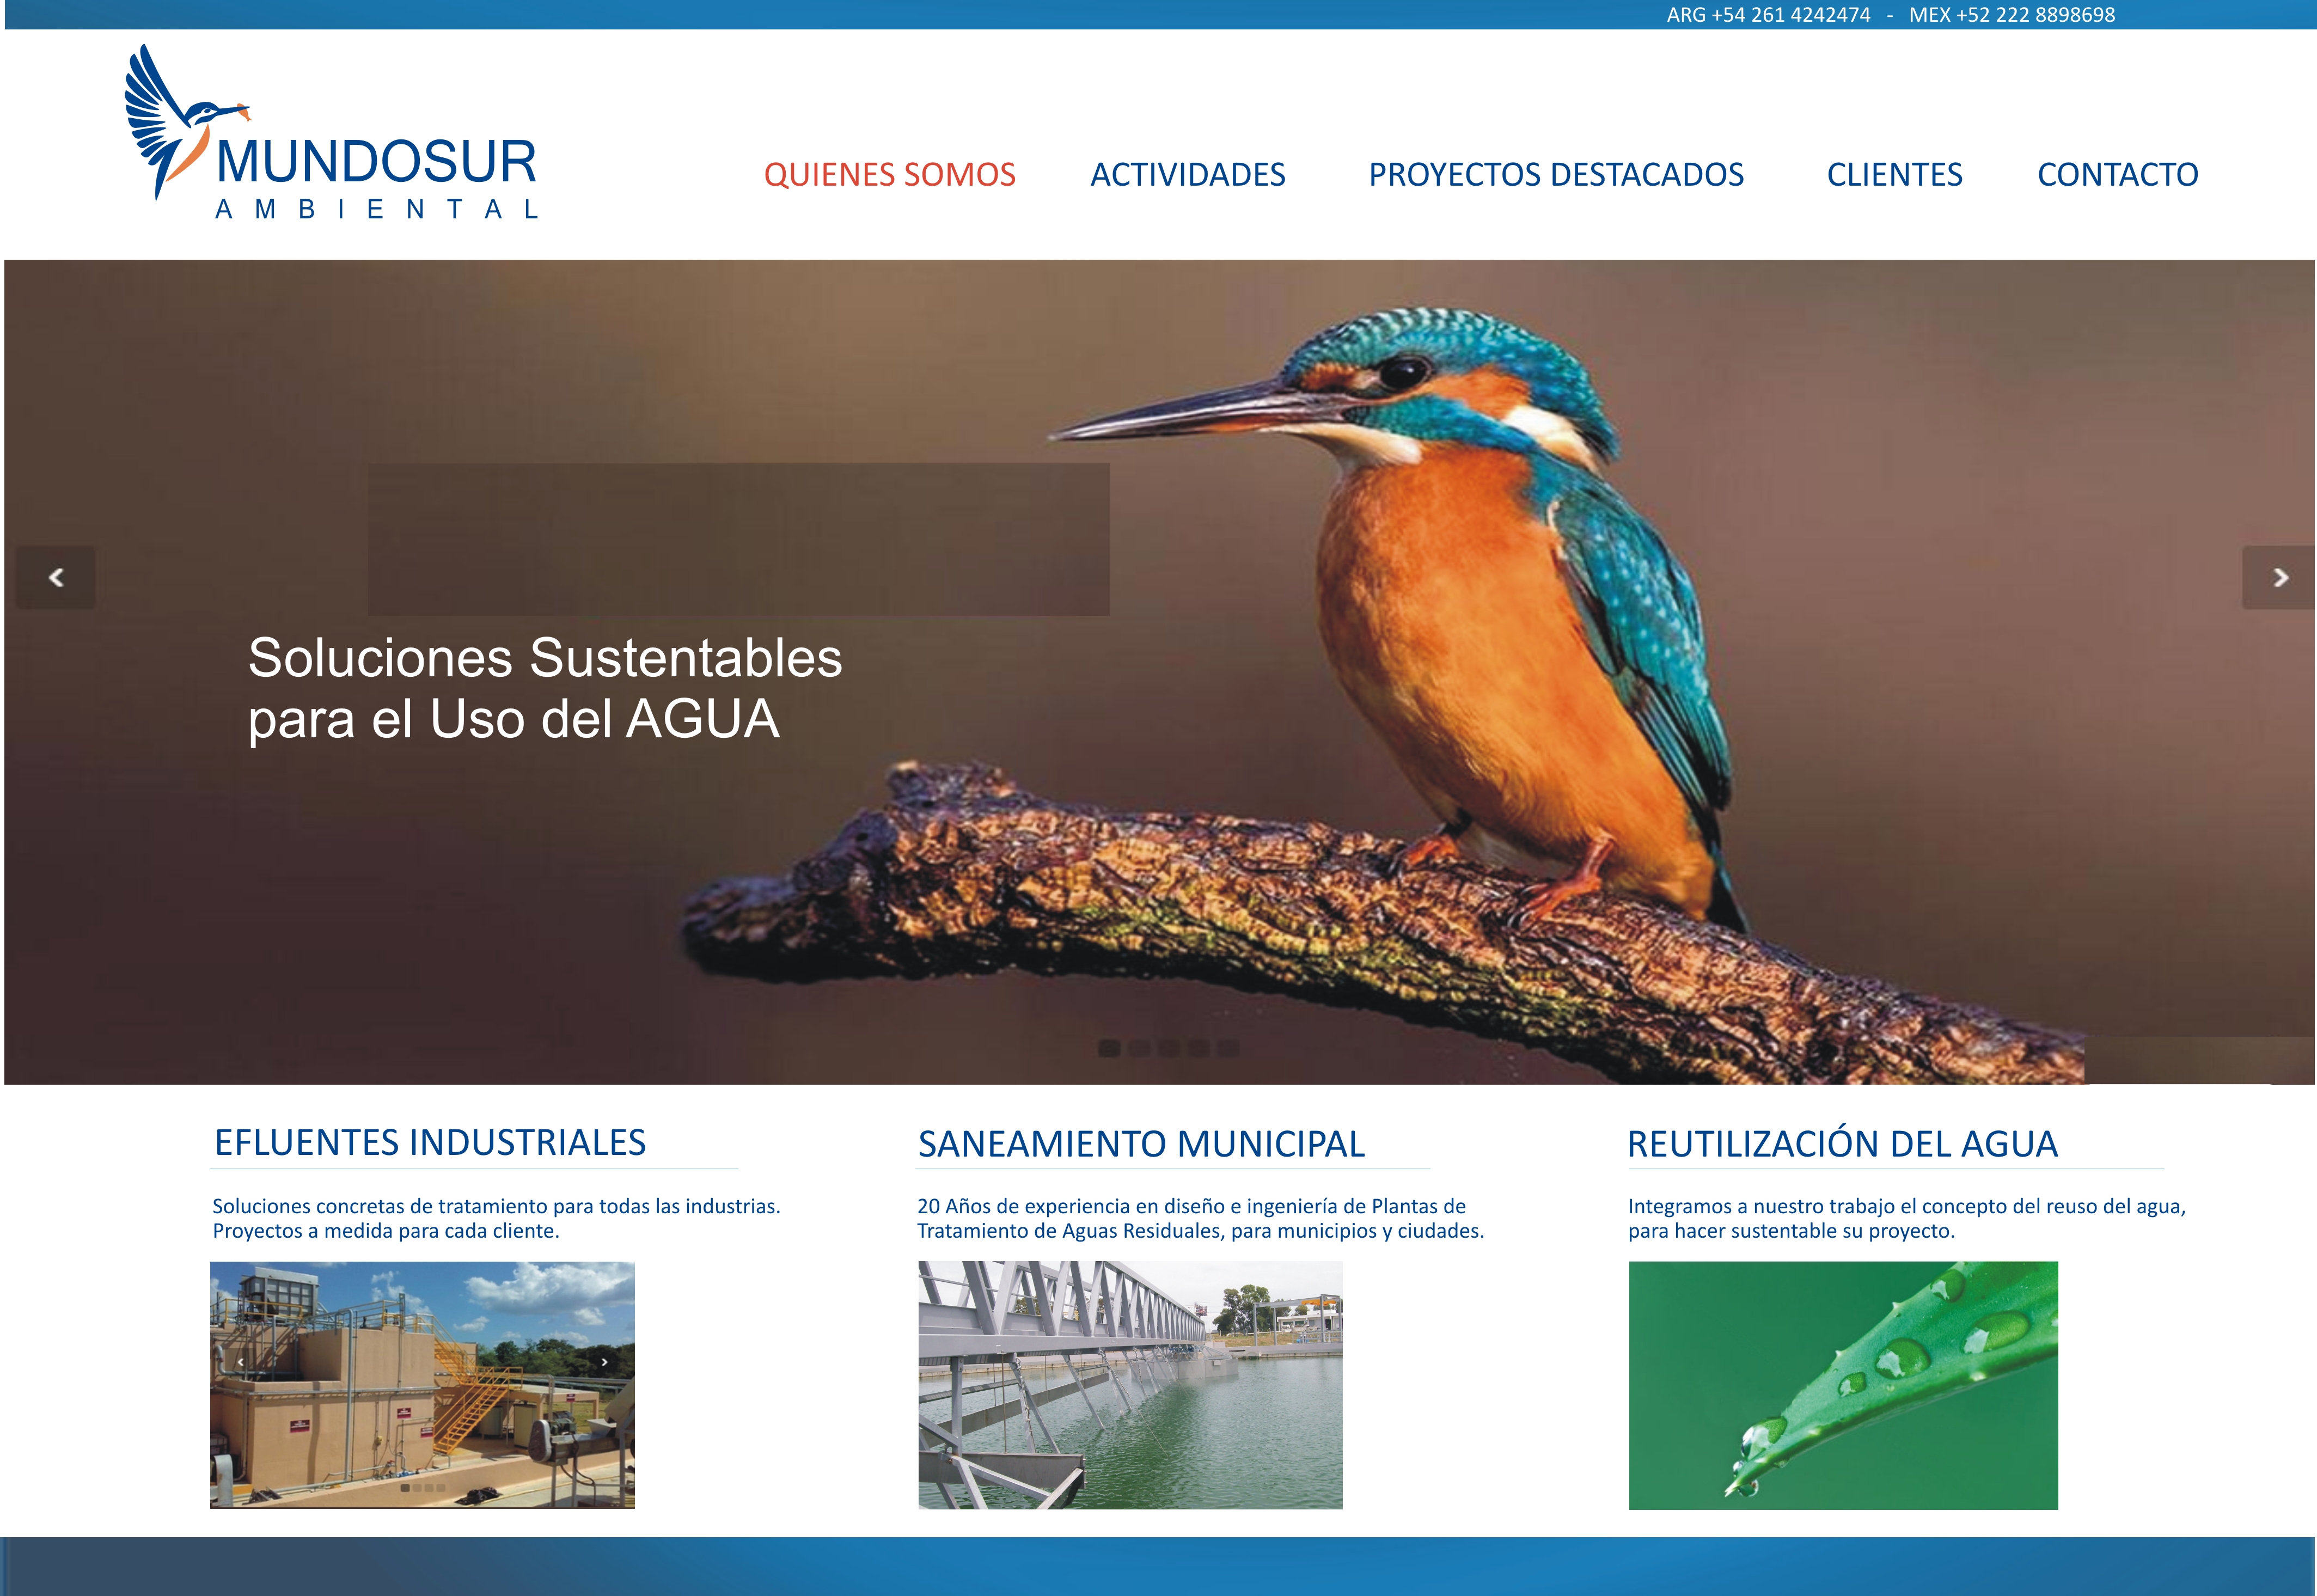 ARG +54 261 4242474 - MEX +52 222 8898698
MUNDOSUR
AMBIENTAL
QUIENES SOMOS
ACTIVIDADES
PROYECTOS DESTACADOS
CLIENTES
CONTACTO
Soluciones Sustentables
para el Uso del AGUA
EFLUENTES INDUSTRIALES
Soluciones concretas de tratamiento para todas las industrias.
Proyectos a medida para cada cliente.
SANEAMIENTO MUNICIPAL
20 Años de experiencia en diseño e ingeniería de Plantas de
Tratamiento de Aguas Residuales, para municipios y ciudades.
REUTILIZACIÓN DEL AGUA
Integramos a nuestro trabajo el concepto del reuso del agua,
para hacer sustentable su proyecto.